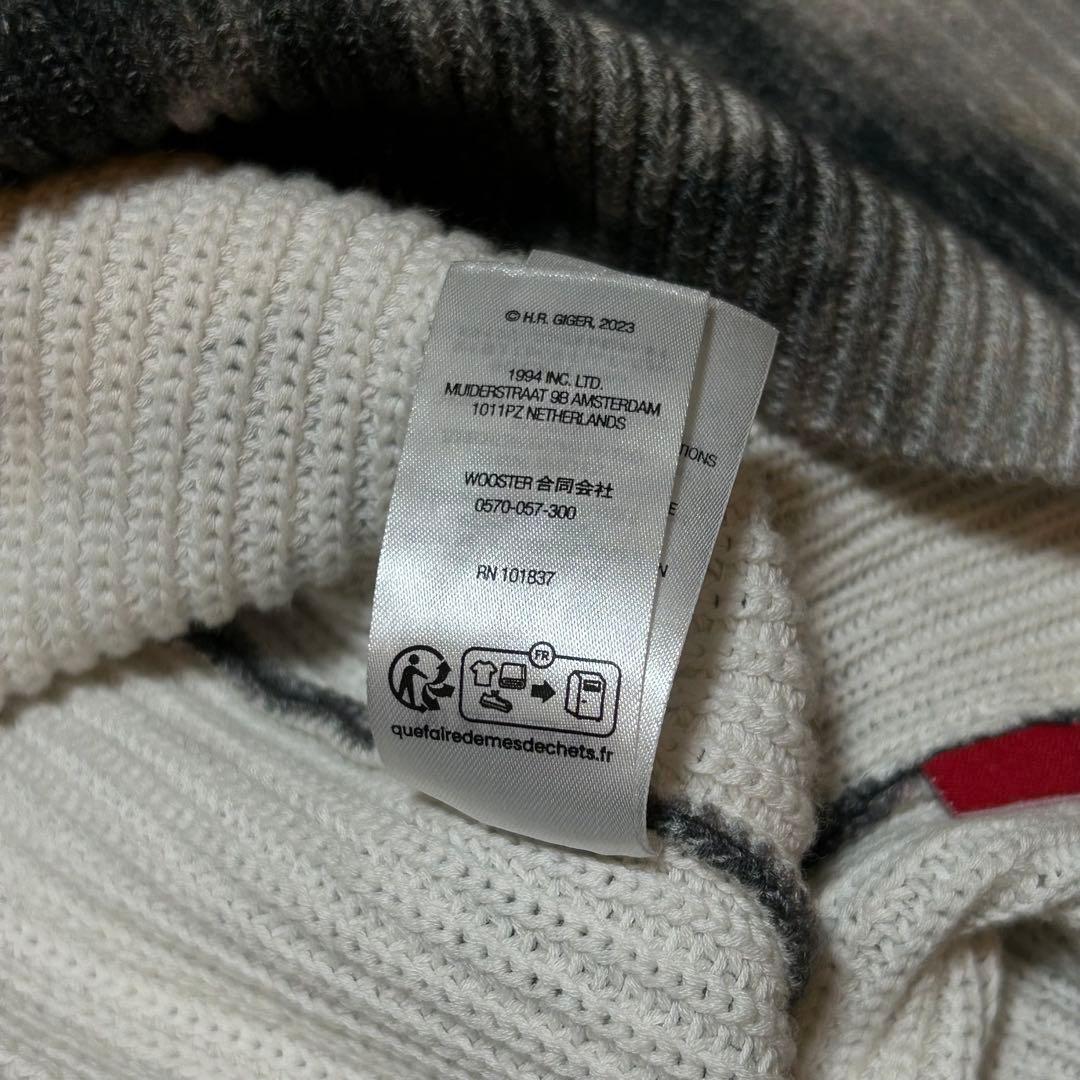 © H.R. GIGER, 2023
1994 INC. LTD.
MUIDERSTRAAT 9B AMSTERDAM
1011PZ NETHERLANDS
WOOSTER 合同会社
0570-057-300
RN 101837
FR
quefairedemesdechets.fr